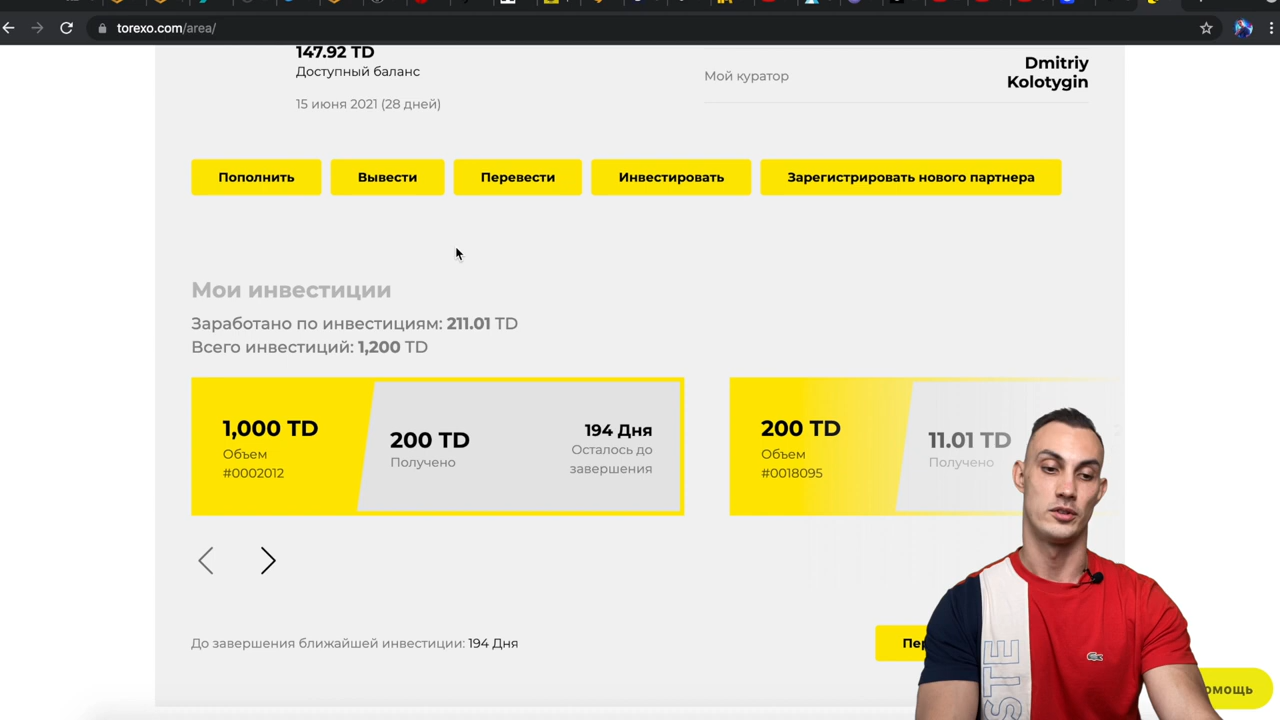 torexo.com/area/
147.92 TD
Доступный баланс
15 июня 2021 (28 дней)
Мой куратор
Dmitriy
Kolotygin
Пополнить
Вывести
Перевести
Инвестировать
Зарегистрировать нового партнера
Мои инвестиции
Заработано по инвестициям: 211.01 TD
Всего инвестиций: 1,200 TD
1,000 TD
Объем
#0002012
200 TD
Получено
194 Дня
Осталось до
завершения
200 TD
Объем
#0018095
11.01 TD
Получено
До завершения ближайшей инвестиции: 194 Дня